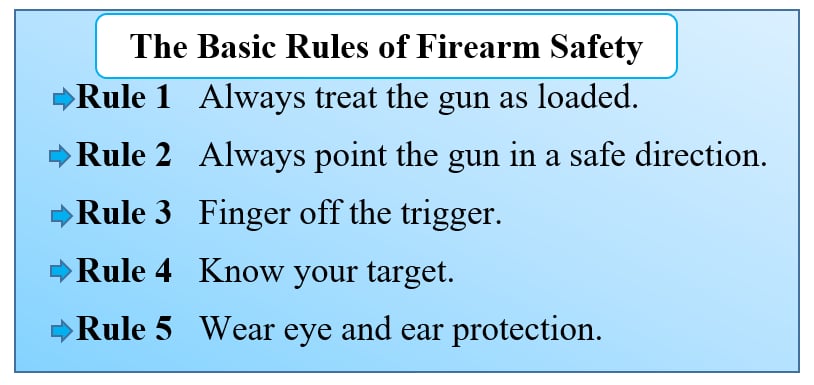 The Basic Rules of Firearm Safety
Rule 1 Always treat the gun as loaded.
Rule 2 Always point the gun in a safe direction.
Rule 3 Finger off the trigger.
Rule 4 Know your target.
Rule 5 Wear eye and ear protection.